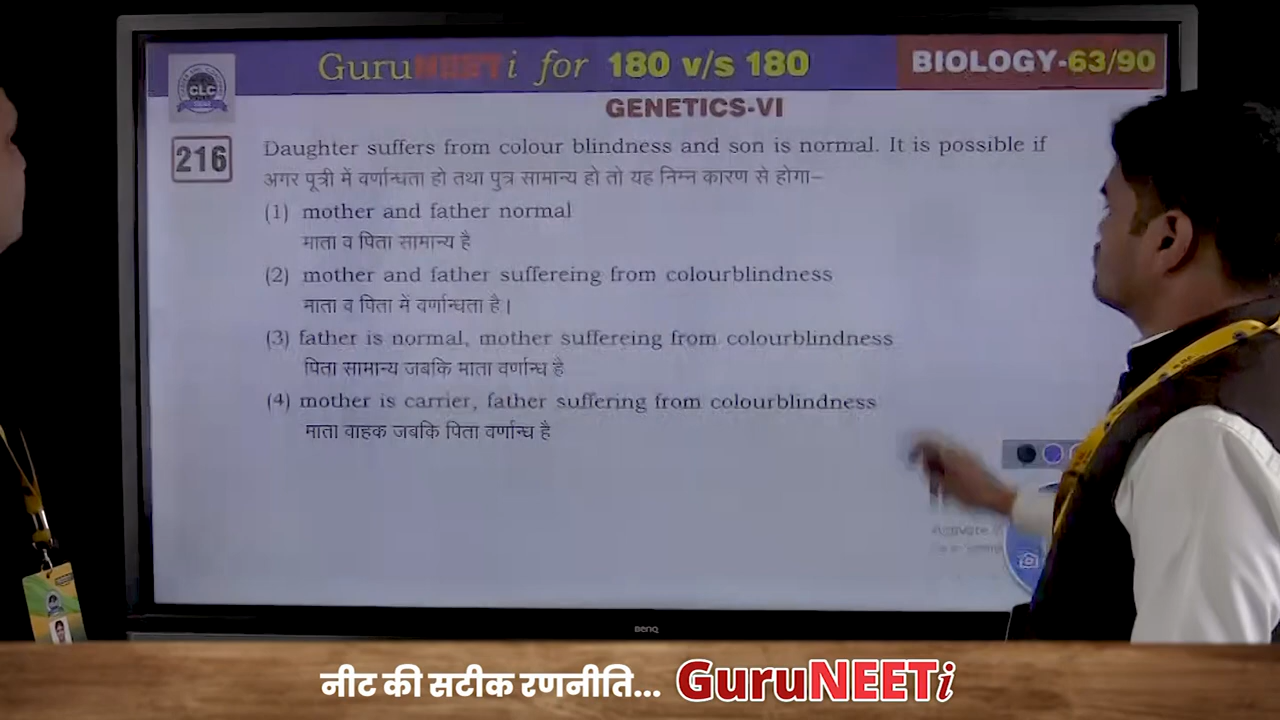 GuruNEETi for 180 v/s 180
BIOLOGY-63/90
CLC
GENETICS-VI
216
Daughter suffers from colour blindness and son is normal. It is possible if
अगर पूत्री में वर्णान्धता हो तथा पुत्र सामान्य हो तो यह निम्न कारण से होगा–
(1) mother and father normal
माता व पिता सामान्य है
(2) mother and father suffereing from colourblindness
माता व पिता में वर्णान्धता है।
(3) father is normal, mother suffereing from colourblindness
पिता सामान्य जबकि माता वर्णान्ध है
(4) mother is carrier, father suffering from colourblindness
माता वाहक जबकि पिता वर्णान्ध है
Activate
BenQ
नीट की सटीक रणनीति... GuruNEETi